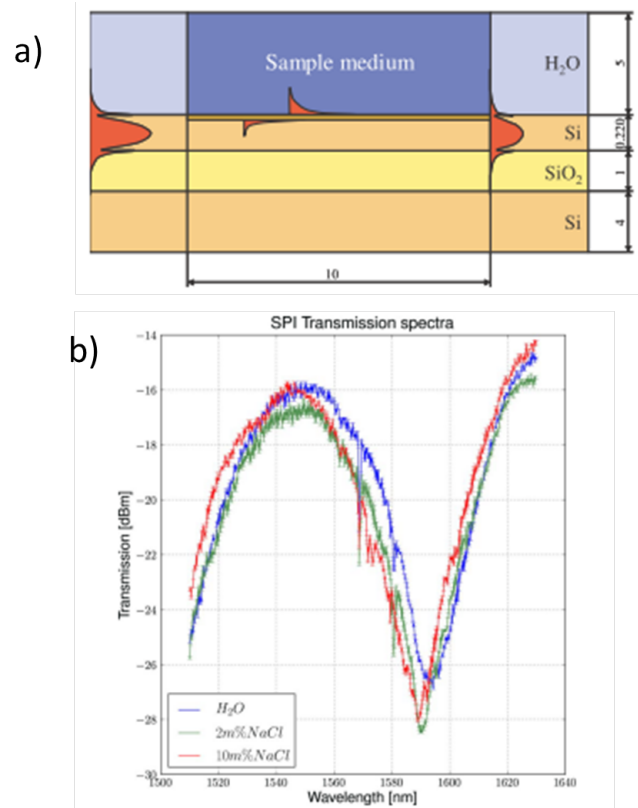 a)
Sample medium
H₂O
5
Si
0.220
SiO₂
1
Si
4
10
b)
SPI Transmission spectra
Transmission [dBm]
−14
−16
−18
−20
−22
−24
−26
−28
−30
H₂O
2m%NaCl
10m%NaCl
1500 1520 1540 1560 1580 1600 1620 1640
Wavelength [nm]